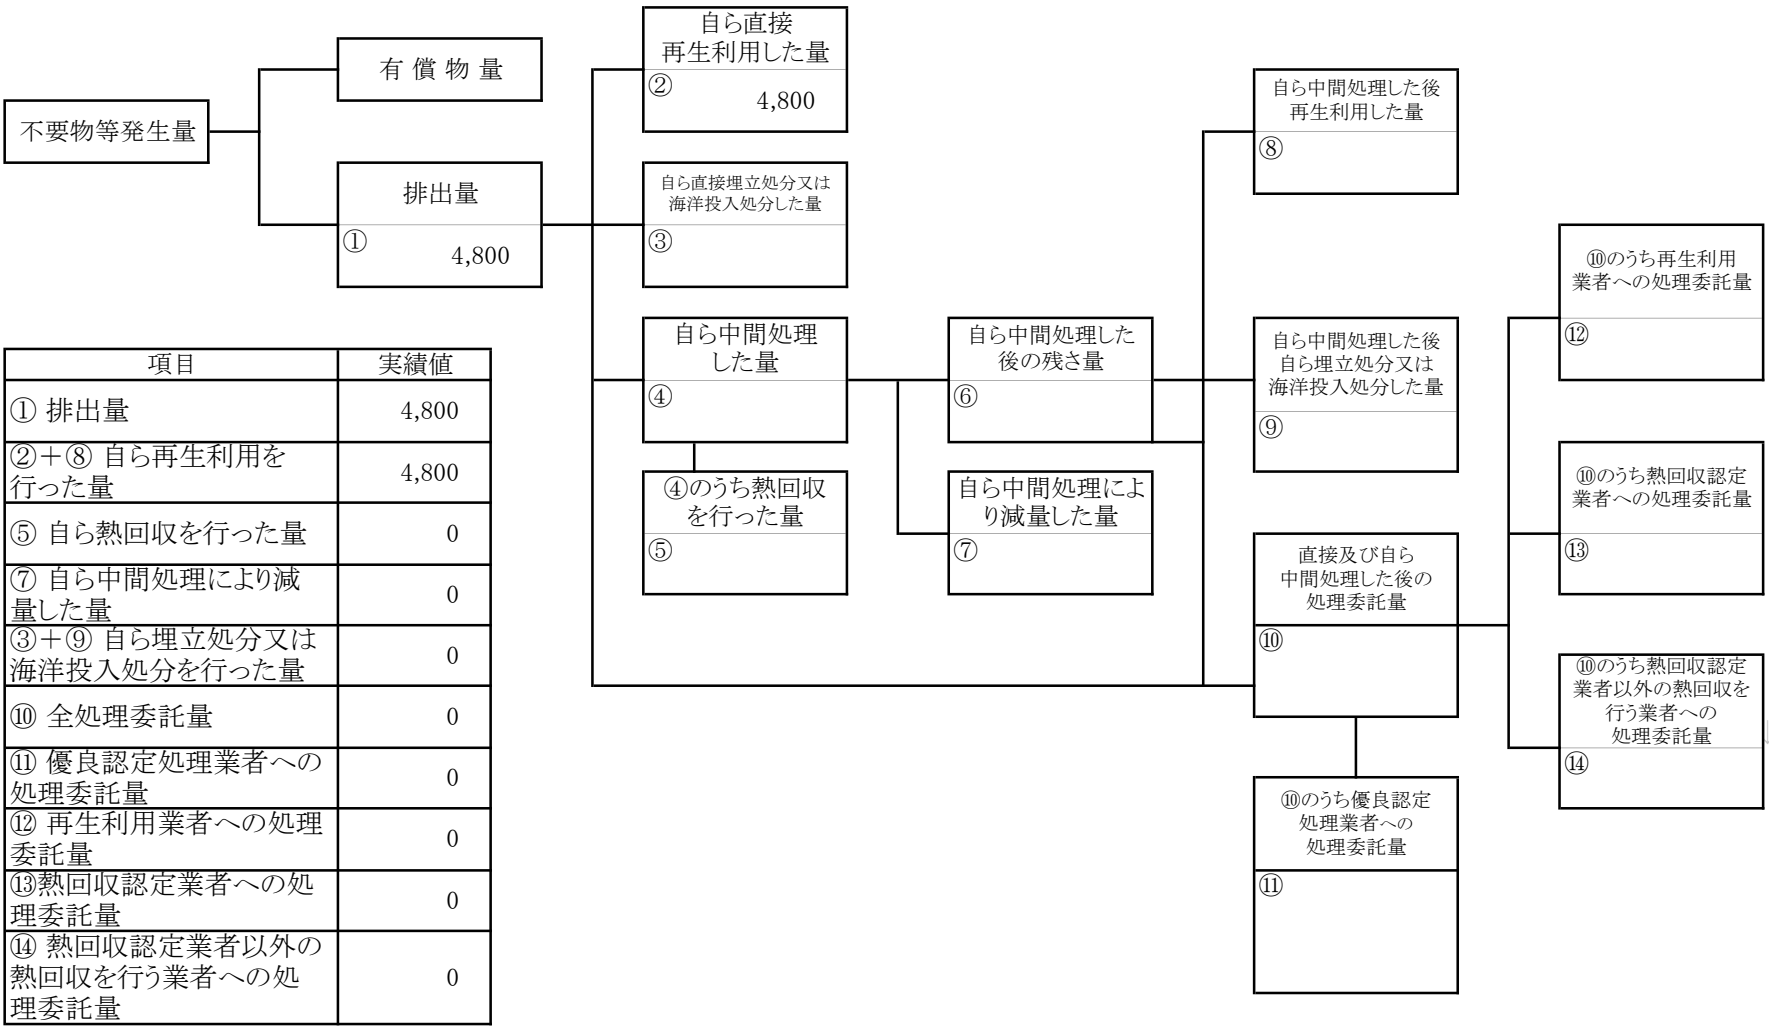 不要物等発生量
有 償 物 量
排出量
①
4,800
自ら直接
再生利用した量
②
4,800
自ら直接埋立処分又は
海洋投入処分した量
③
自ら中間処理
した量
④
④のうち熱回収
を行った量
⑤
自ら中間処理した
後の残さ量
⑥
自ら中間処理によ
り減量した量
⑦
自ら中間処理した後
再生利用した量
⑧
自ら中間処理した後
自ら埋立処分又は
海洋投入処分した量
⑨
直接及び自ら
中間処理した後の
処理委託量
⑩
⑩のうち優良認定
処理業者への
処理委託量
⑪
⑩のうち再生利用
業者への処理委託量
⑫
⑩のうち熱回収認定
業者への処理委託量
⑬
⑩のうち熱回収認定
業者以外の熱回収を
行う業者への
処理委託量
⑭
項目 実績値
① 排出量 4,800
②＋⑧ 自ら再生利用を
行った量 4,800
⑤ 自ら熱回収を行った量 0
⑦ 自ら中間処理により減
量した量 0
③＋⑨ 自ら埋立処分又は
海洋投入処分を行った量 0
⑩ 全処理委託量 0
⑪ 優良認定処理業者への
処理委託量 0
⑫ 再生利用業者への処理
委託量 0
⑬熱回収認定業者への処
理委託量 0
⑭ 熱回収認定業者以外の
熱回収を行う業者への処
理委託量 0